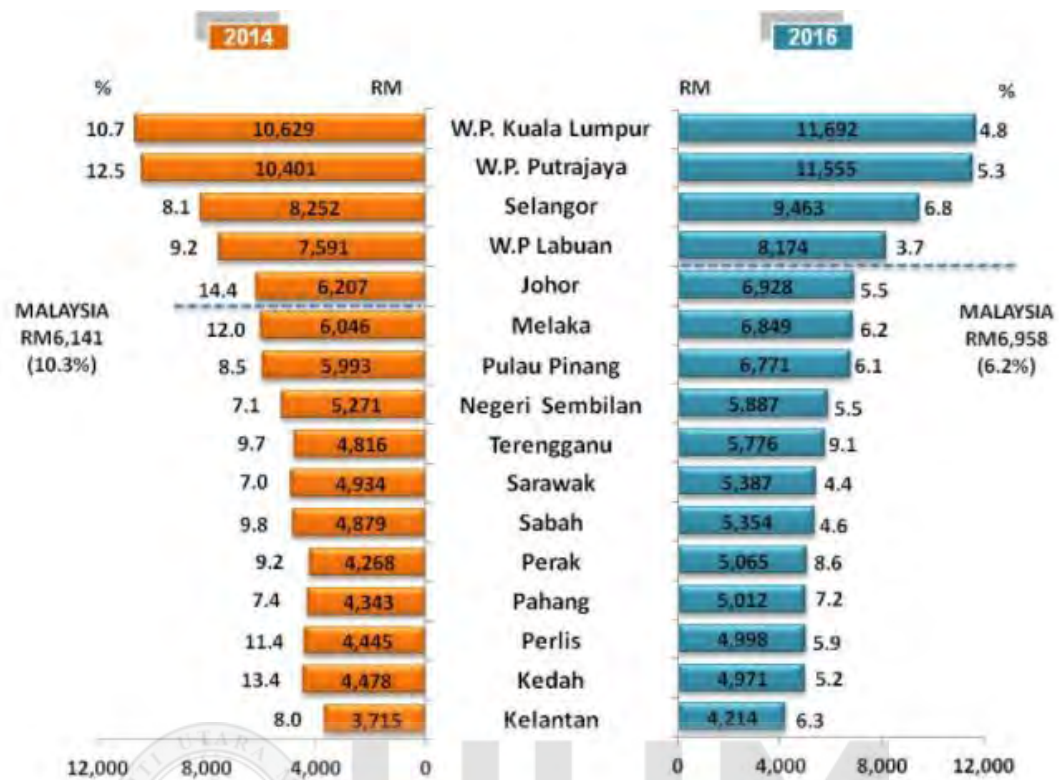 2014 2016
% RM RM %
10.7 10,629 W.P. Kuala Lumpur 11,692 4.8
12.5 10,401 W.P. Putrajaya 11,555 5.3
8.1 8,252 Selangor 9,463 6.8
9.2 7,591 W.P Labuan 8,174 3.7
14.4 6,207 Johor 6,928 5.5
MALAYSIA
RM6,141
(10.3%)
12.0 6,046 Melaka 6,849 6.2
MALAYSIA
RM6,958
(6.2%)
8.5 5,993 Pulau Pinang 6,771 6.1
7.1 5,271 Negeri Sembilan 5,887 5.5
9.7 4,816 Terengganu 5,776 9.1
7.0 4,934 Sarawak 5,387 4.4
9.8 4,879 Sabah 5,354 4.6
9.2 4,268 Perak 5,065 8.6
7.4 4,343 Pahang 5,012 7.2
11.4 4,445 Perlis 4,998 5.9
13.4 4,478 Kedah 4,971 5.2
8.0 3,715 Kelantan 4,214 6.3
UTARA
12,000 8,000 4,000 0 0 4,000 8,000 12,000